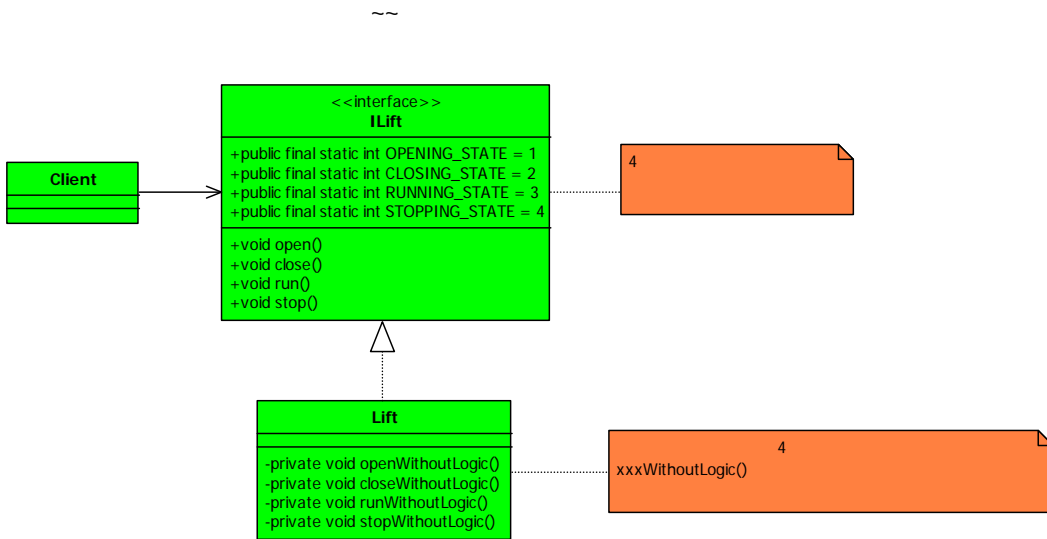 ~~
<<interface>>
ILift
+public final static int OPENING_STATE = 1
+public final static int CLOSING_STATE = 2
+public final static int RUNNING_STATE = 3
+public final static int STOPPING_STATE = 4
+void open()
+void close()
+void run()
+void stop()
4
Client
Lift
-private void openWithoutLogic()
-private void closeWithoutLogic()
-private void runWithoutLogic()
-private void stopWithoutLogic()
4
xxxWithoutLogic()